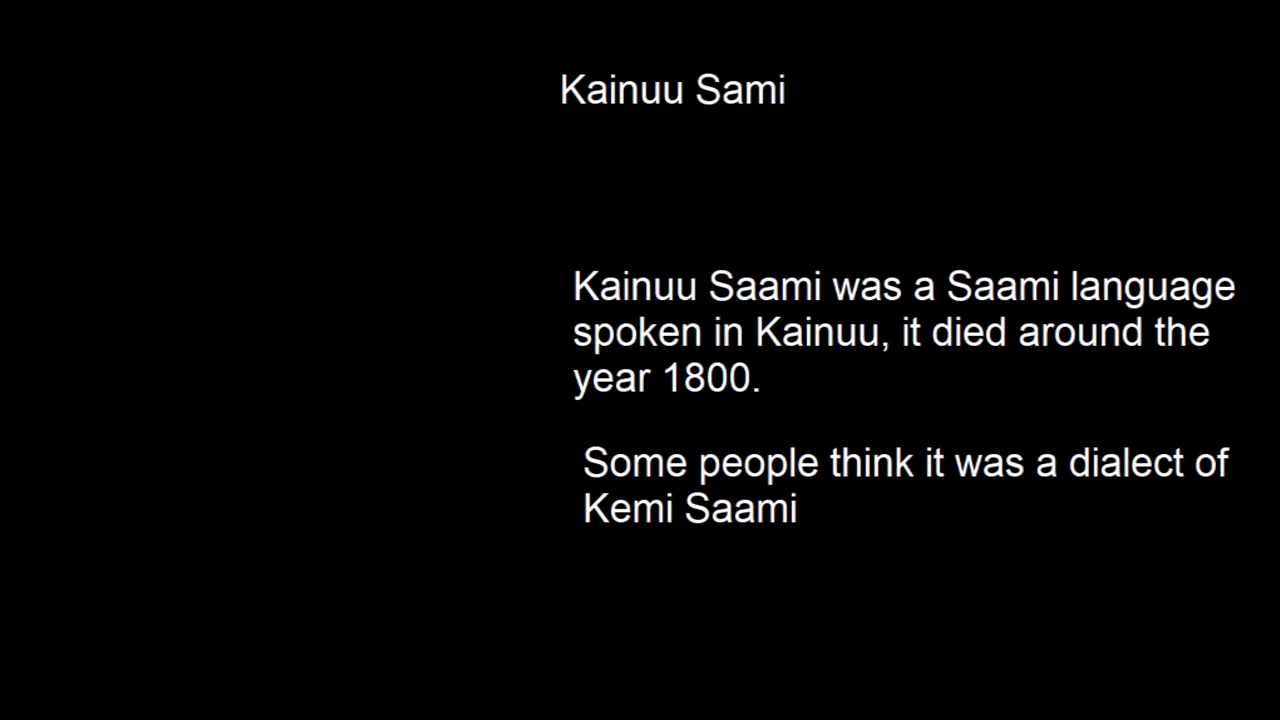 Kainuu Sami
Kainuu Saami was a Saami language
spoken in Kainuu, it died around the
year 1800.
Some people think it was a dialect of
Kemi Saami